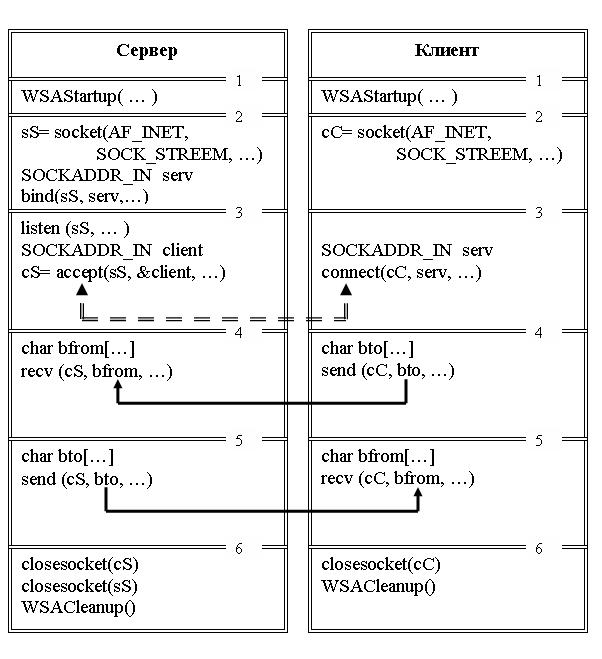 Сервер
1
WSAStartup( … )
2
sS= socket(AF_INET,
SOCK_STREEM, …)
SOCKADDR_IN serv
bind(sS, serv,…)
3
listen (sS, … )
SOCKADDR_IN client
cS= accept(sS, &client, …)
4
char bfrom[…]
recv (cS, bfrom, …)
5
char bto[…]
send (cS, bto, …)
6
closesocket(cS)
closesocket(sS)
WSACleanup()
Клиент
1
WSAStartup( … )
2
cC= socket(AF_INET,
SOCK_STREEM, …)
3
SOCKADDR_IN serv
connect(cC, serv, …)
4
char bto[…]
send (cC, bto, …)
5
char bfrom[…]
recv (cC, bfrom, …)
6
closesocket(cC)
WSACleanup()